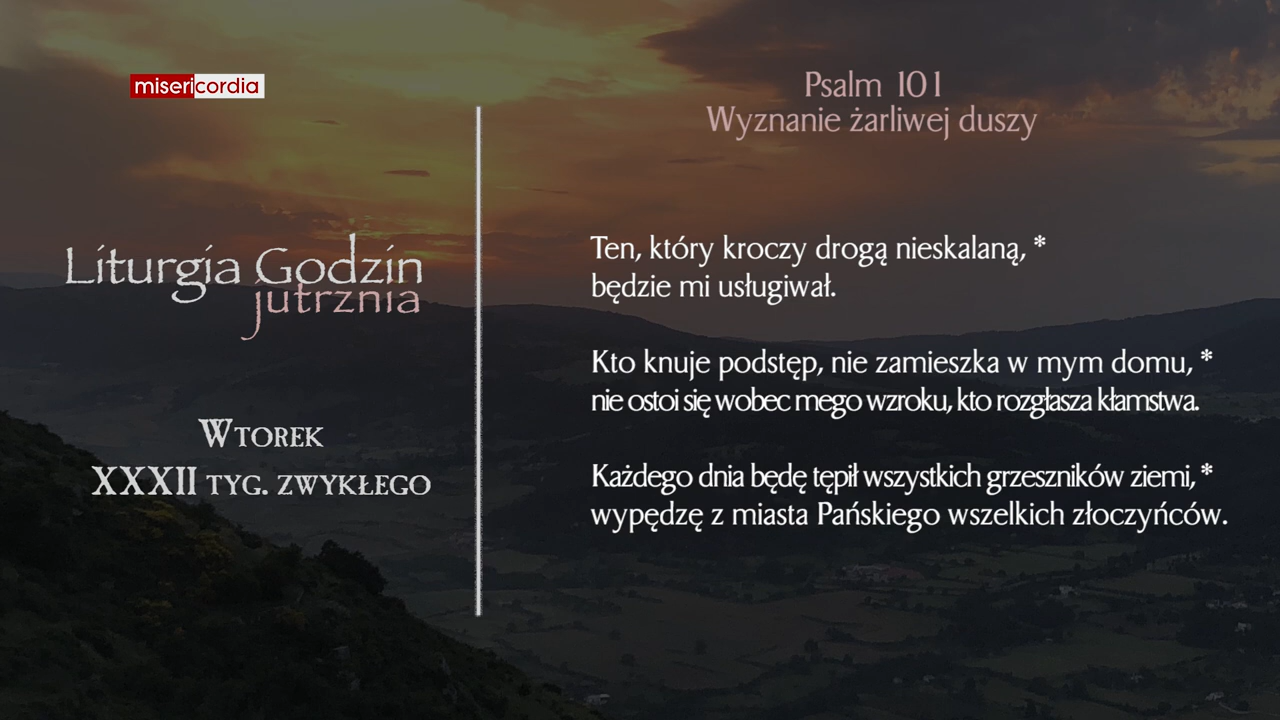 misericordia
Liturgia Godzin
jutrznia
Wtorek
XXXII tyg. zwykłego
Psalm 101
Wyznanie żarliwej duszy
Ten, który kroczy drogą nieskalaną, *
będzie mi usługiwał.
Kto knuje podstęp, nie zamieszka w mym domu, *
nie ostoi się wobec mego wzroku, kto rozgłasza kłamstwa.
Każdego dnia będę tępił wszystkich grzeszników ziemi, *
wypędzę z miasta Pańskiego wszelkich złoczyńców.